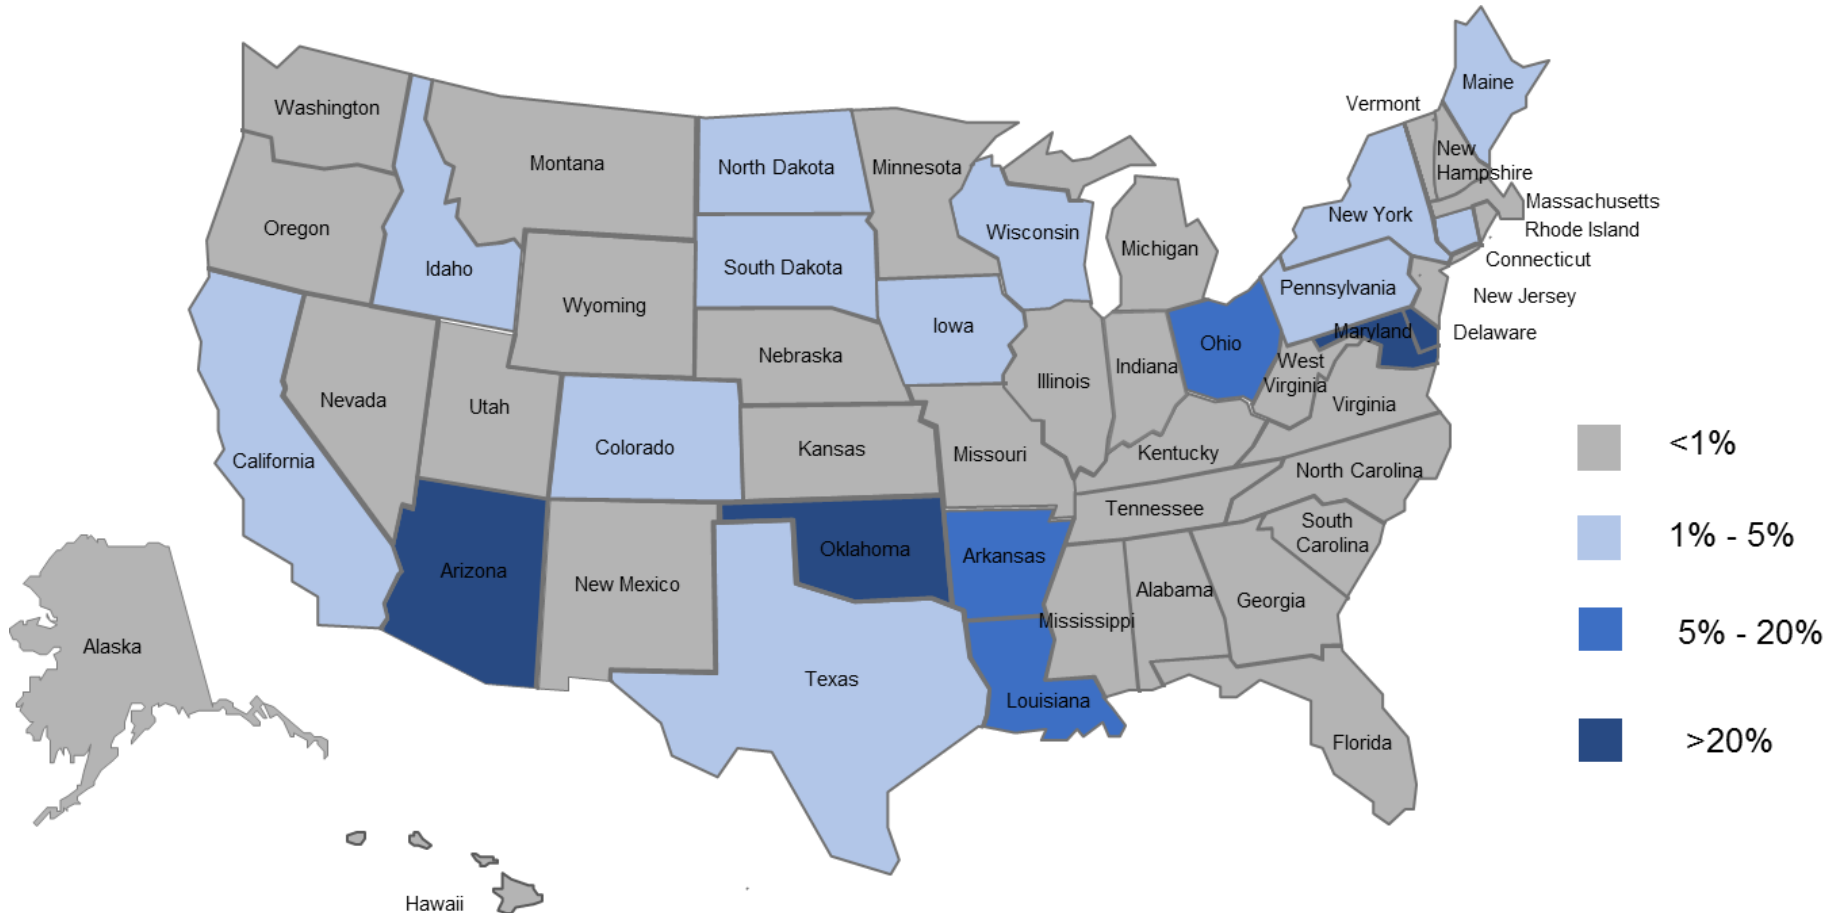 Washington
Oregon
Idaho
Montana
North Dakota
Minnesota
Wyoming
South Dakota
Wisconsin
Michigan
Maine
Vermont
New
Hampshire
New York
Massachusetts
Rhode Island
Connecticut
Pennsylvania
New Jersey
Delaware
Maryland
California
Nevada
Utah
Colorado
Nebraska
Kansas
Iowa
Missouri
Illinois
Indiana
Ohio
West
Virginia
Virginia
Kentucky
North Carolina
Tennessee
South
Carolina
Arizona
New Mexico
Oklahoma
Arkansas
Texas
Louisiana
Mississippi
Alabama
Georgia
Florida
Alaska
Hawaii
<1%
1% - 5%
5% - 20%
>20%